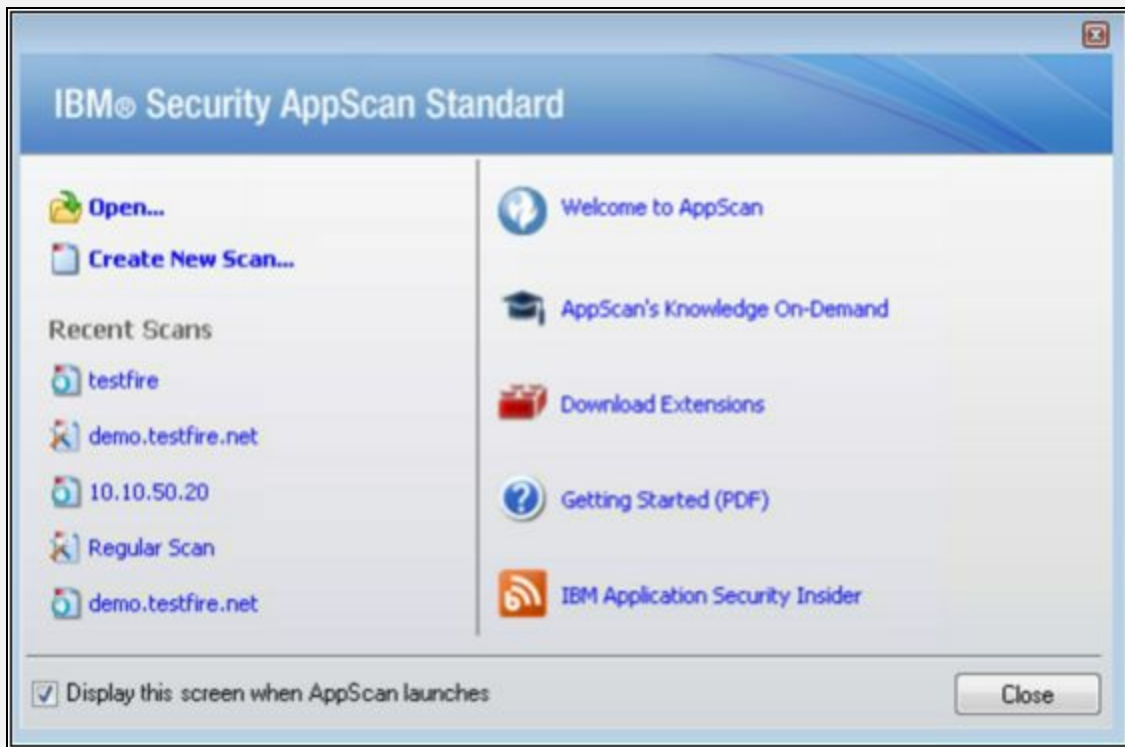 IBM® Security AppScan Standard
Open...
Create New Scan...
Recent Scans
testfire
demo.testfire.net
10.10.50.20
Regular Scan
demo.testfire.net
Welcome to AppScan
AppScan's Knowledge On-Demand
Download Extensions
Getting Started (PDF)
IBM Application Security Insider
Display this screen when AppScan launches
Close